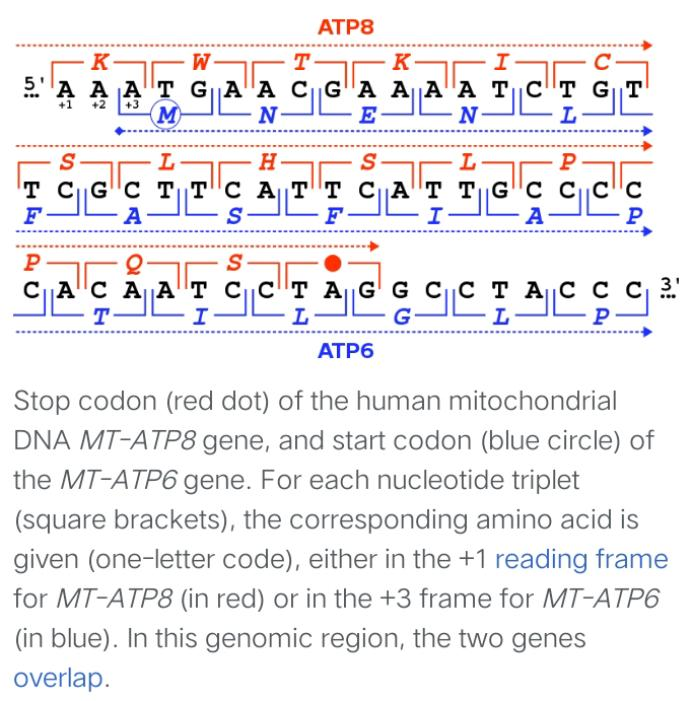 ATP8
K W T K I C
5' A A A T G A A C G A A A A T C T G T
+1 +2 +3
M N E N L
S L H S L P
T C G C T T C A T T C A T T G C C C C
F A S F I A P
P Q S
C A C A A T C C T A G G C C T A C C C 3'
T I L G L P
ATP6
Stop codon (red dot) of the human mitochondrial
DNA MT-ATP8 gene, and start codon (blue circle) of
the MT-ATP6 gene. For each nucleotide triplet
(square brackets), the corresponding amino acid is
given (one-letter code), either in the +1 reading frame
for MT-ATP8 (in red) or in the +3 frame for MT-ATP6
(in blue). In this genomic region, the two genes
overlap.